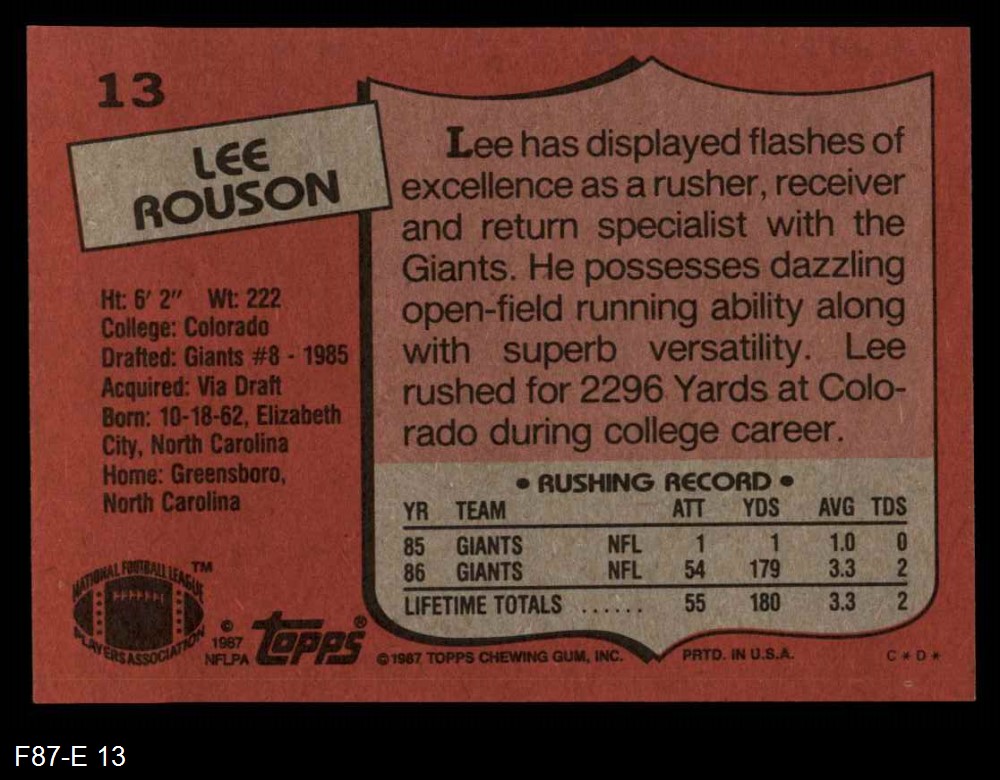 13
LEE
ROUSON
Ht: 6' 2" Wt: 222
College: Colorado
Drafted: Giants #8 - 1985
Acquired: Via Draft
Born: 10-18-62, Elizabeth
City, North Carolina
Home: Greensboro,
North Carolina
Lee has displayed flashes of
excellence as a rusher, receiver
and return specialist with the
Giants. He possesses dazzling
open-field running ability along
with superb versatility. Lee
rushed for 2296 Yards at Colo-
rado during college career.
• RUSHING RECORD •
YR TEAM ATT YDS AVG TDS
85 GIANTS NFL 1 1 1.0 0
86 GIANTS NFL 54 179 3.3 2
LIFETIME TOTALS ...... 55 180 3.3 2
NATIONAL FOOTBALL LEAGUE ™
PLAYERS ASSOCIATION
©
1987
NFLPA
topps®
© 1987 TOPPS CHEWING GUM, INC. PRTD. IN U.S.A. C * D *
F87-E 13